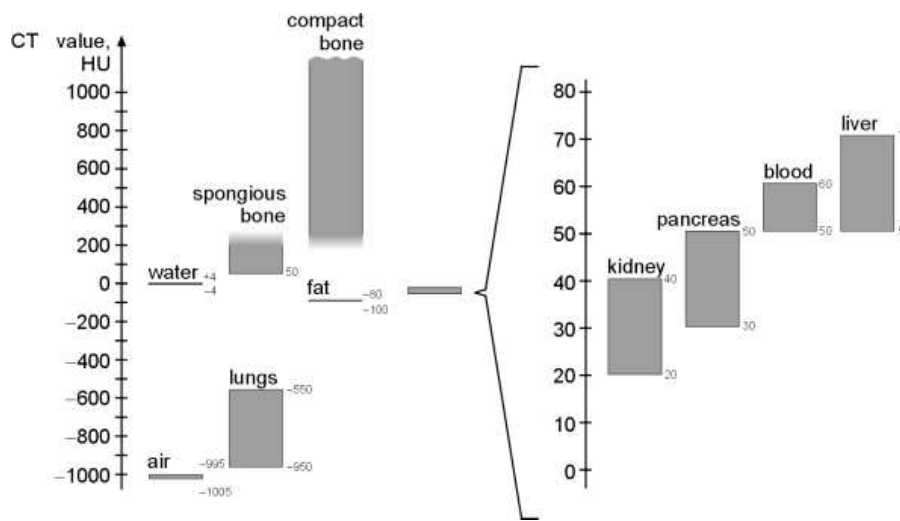 CT value,
HU
1000
800
600
400
200
0
−200
−400
−600
−800
−1000
compact
bone
spongious
bone
50
water
+4
−4
fat
−100
lungs
−550
−950
air
−995
−1005
80
70
60
50
40
30
20
10
0
liver
blood
60
50
pancreas
50
30
kidney
40
20